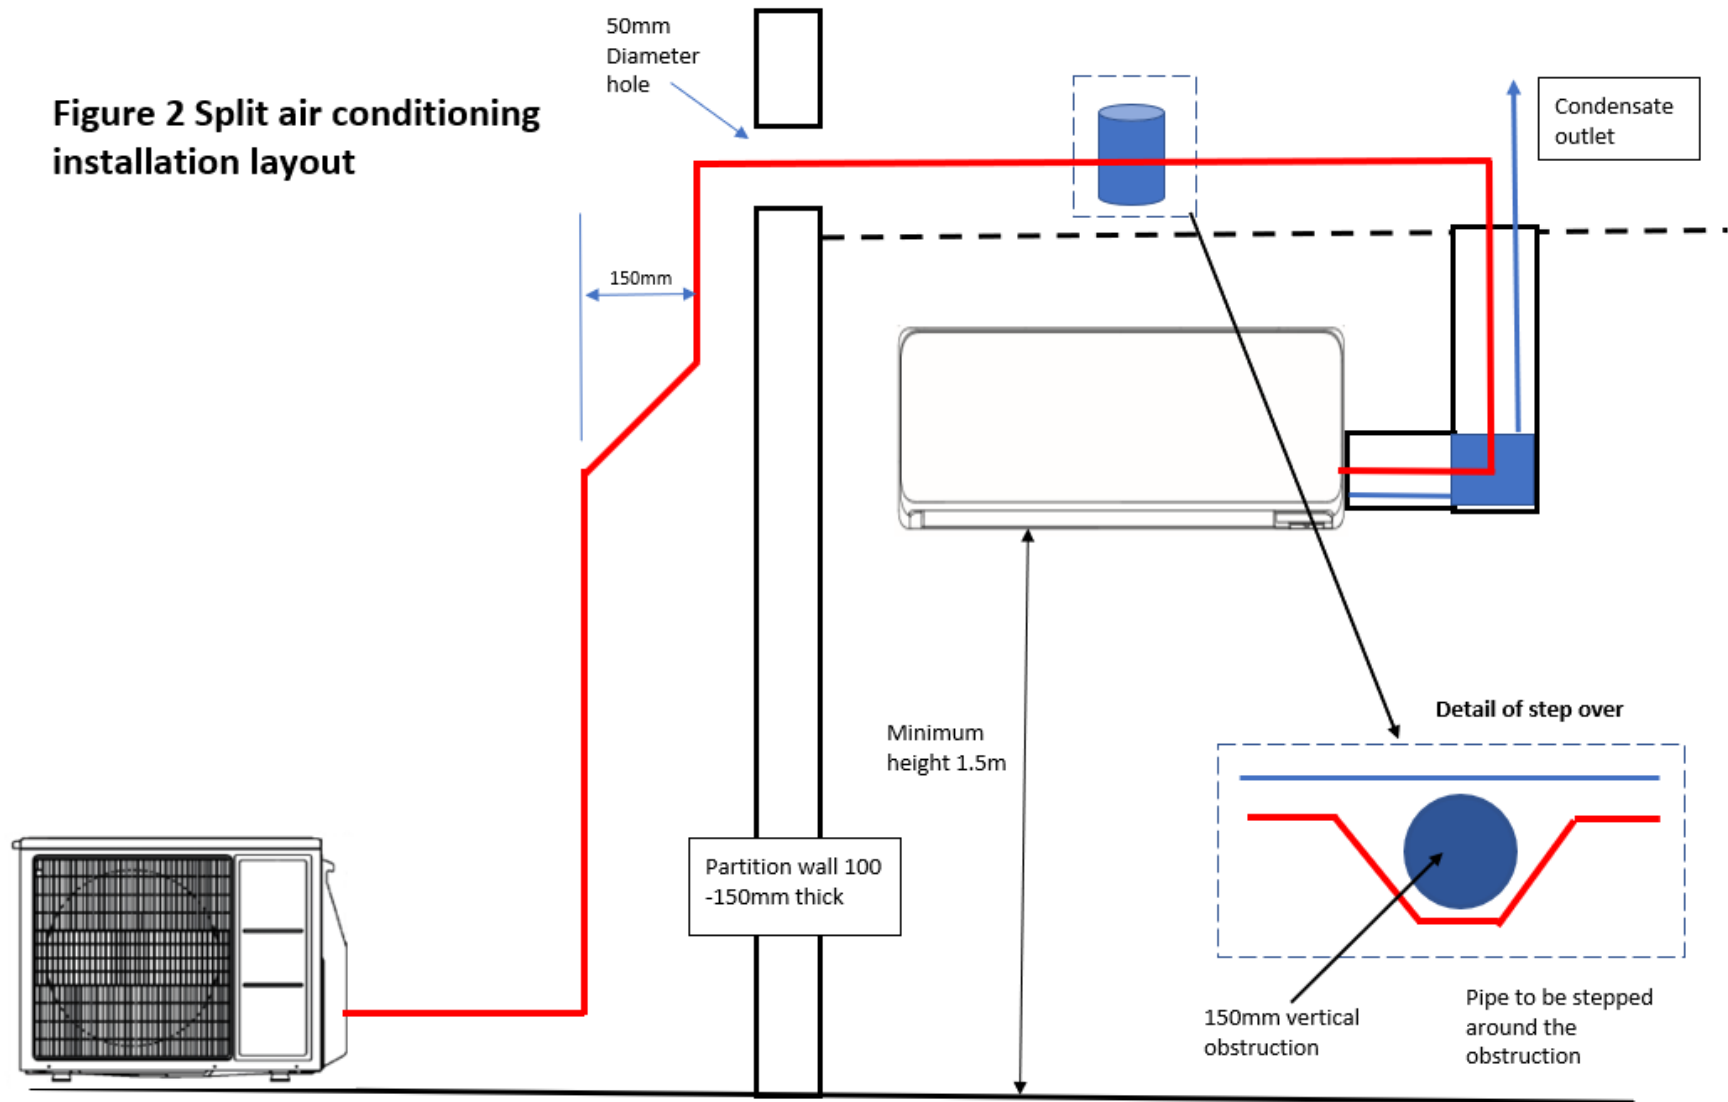 Figure 2 Split air conditioning
installation layout
50mm
Diameter
hole
Condensate
outlet
150mm
Minimum
height 1.5m
Partition wall 100
-150mm thick
Detail of step over
150mm vertical
obstruction
Pipe to be stepped
around the
obstruction